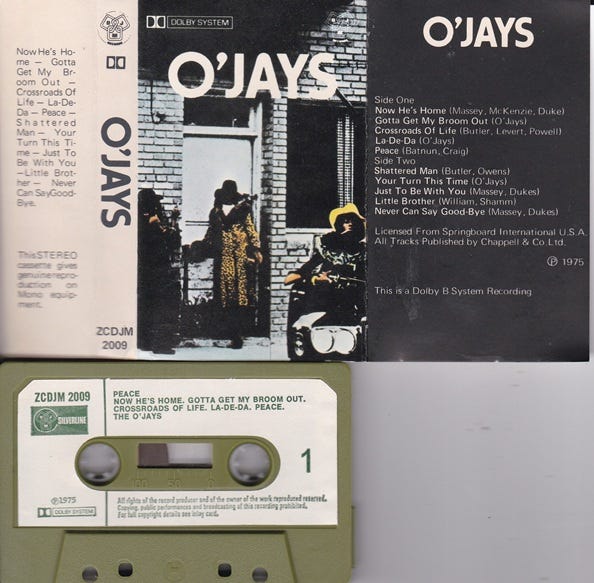 Now He's Ho-
me — Gotta
Get My Br-
oom Out —
Crossroads Of
Life — La-De-
Da — Peace —
Shattered
Man — Your
Turn This Ti-
me — Just To
Be With You
—Little Brot-
her — Never
Can SayGood-
Bye.
This STEREO
cassette gives
genuine repro-
duction on
Mono equip-
ment.
O'JAYS
ZCDJM
2009
DOLBY SYSTEM
O'JAYS
O'JAYS
Side One
Now He's Home (Massey, McKenzie, Duke)
Gotta Get My Broom Out (O'Jays)
Crossroads Of Life (Butler, Levert, Powell)
La-De-Da (O'Jays)
Peace (Batnun, Craig)
Side Two
Shattered Man (Butler, Owens)
Your Turn This Time (O'Jays)
Just To Be With You (Massey, Dukes)
Little Brother (William, Shamm)
Never Can Say Good-Bye (Massey, Dukes)
Licensed From Springboard International U.S.A.
All Tracks Published by Chappell & Co. Ltd.
℗ 1975
This is a Dolby B System Recording
ZCDJM 2009
SILVERLINE
PEACE
NOW HE'S HOME. GOTTA GET MY BROOM OUT.
CROSSROADS OF LIFE. LA-DE-DA. PEACE.
THE O'JAYS
1
100 50 0
℗1975
DOLBY SYSTEM
All rights of the record producer and of the owner of the work reproduced reserved.
Copying, public performances and broadcasting of this recording prohibited.
For full copyright details see inlay card.